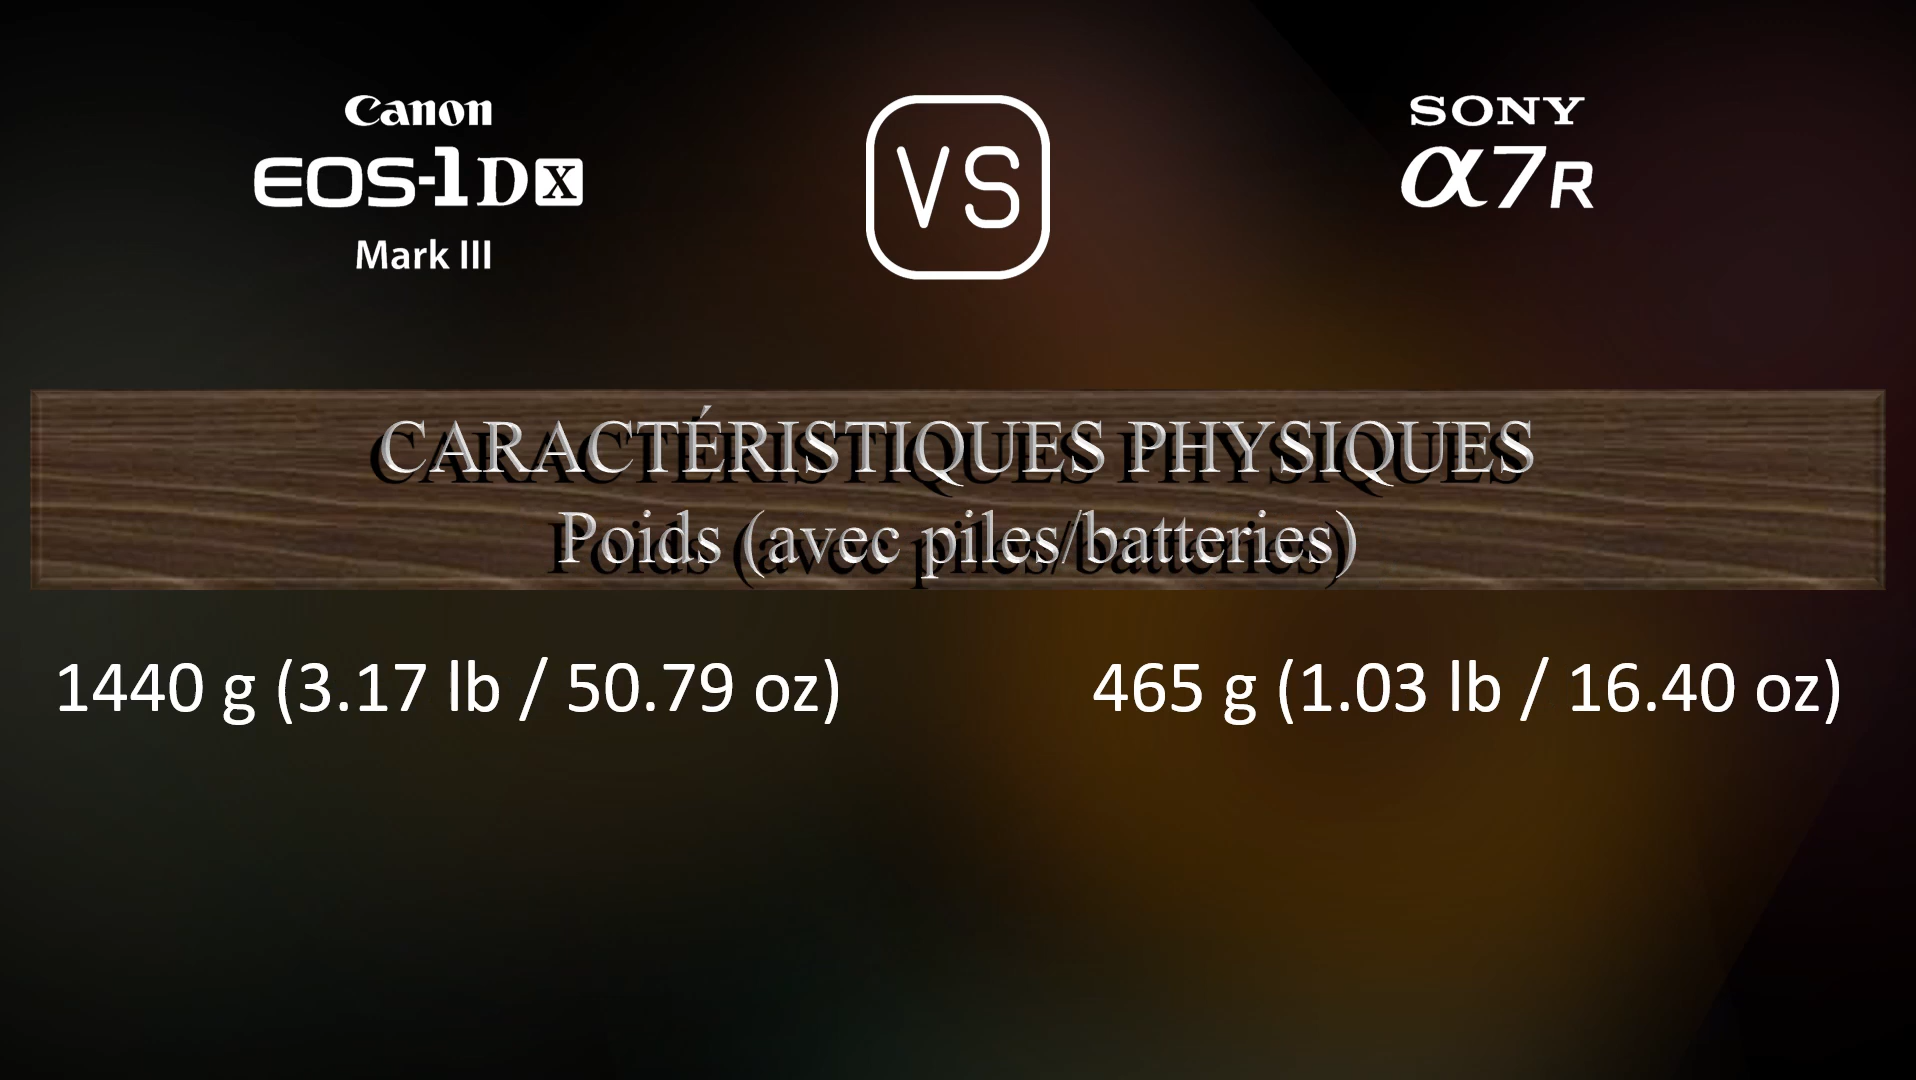 Canon
EOS-1D X
Mark III
VS
SONY
α7R
CARACTÉRISTIQUES PHYSIQUES
Poids (avec piles/batteries)
1440 g (3.17 lb / 50.79 oz)
465 g (1.03 lb / 16.40 oz)